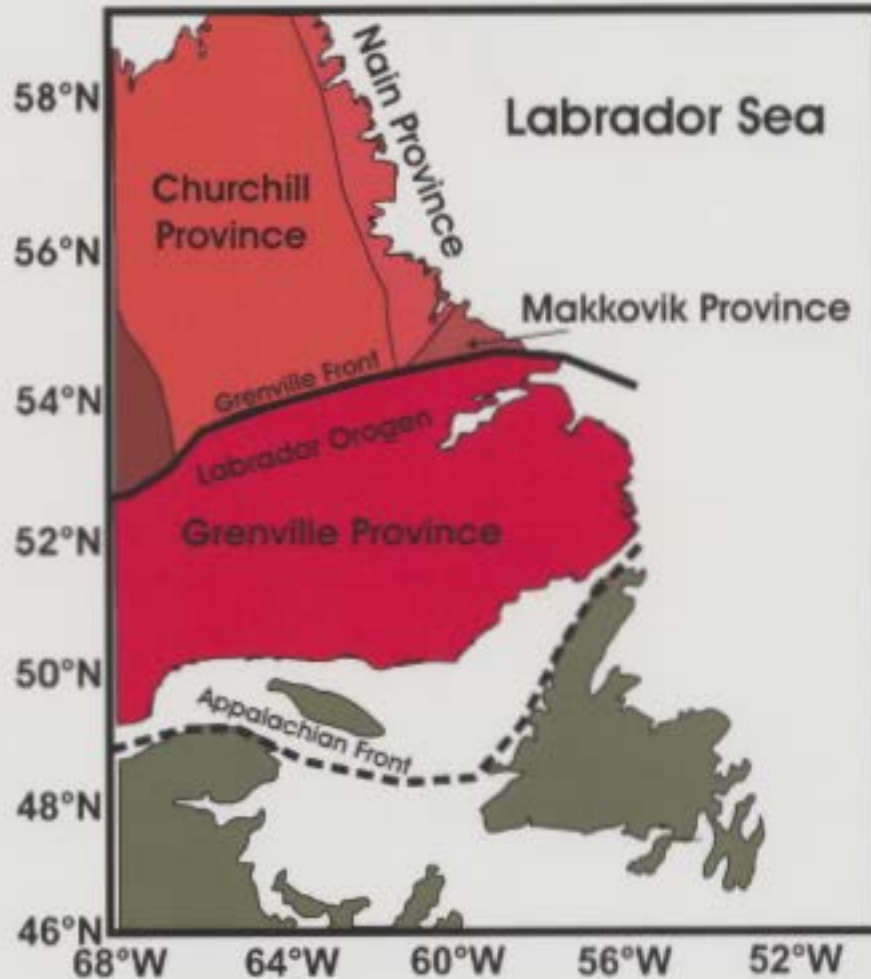 58°N
56°N
54°N
52°N
50°N
48°N
46°N
68°W
64°W
60°W
56°W
52°W
Nain Province
Labrador Sea
Churchill
Province
Makkovik Province
Grenville Front
Labrador Orogen
Grenville Province
Appalachian Front